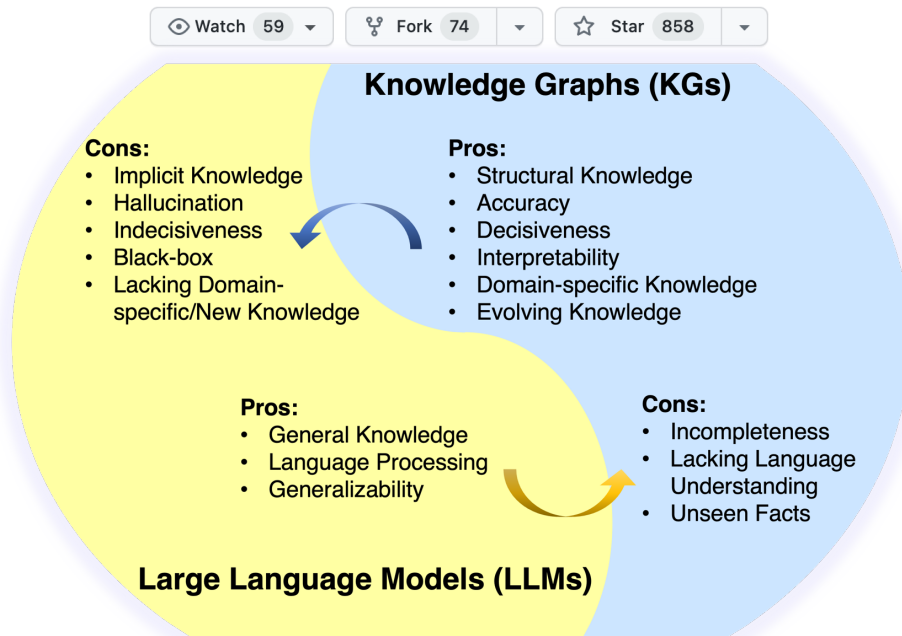 Watch 59
Fork 74
Star 858
Knowledge Graphs (KGs)
Cons:
• Implicit Knowledge
• Hallucination
• Indecisiveness
• Black-box
• Lacking Domain-
specific/New Knowledge
Pros:
• Structural Knowledge
• Accuracy
• Decisiveness
• Interpretability
• Domain-specific Knowledge
• Evolving Knowledge
Pros:
• General Knowledge
• Language Processing
• Generalizability
Cons:
• Incompleteness
• Lacking Language
Understanding
• Unseen Facts
Large Language Models (LLMs)